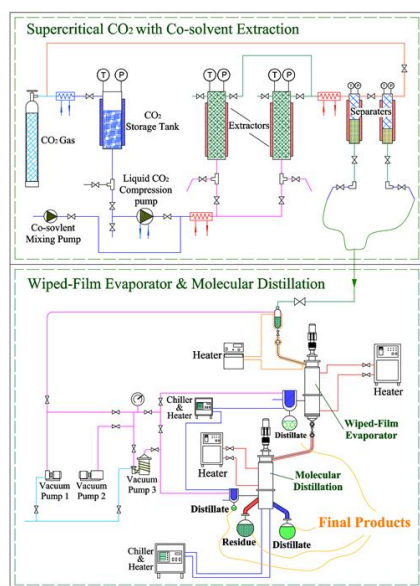 Supercritical CO₂ with Co-solvent Extraction
T P
T P
T P
T P
T P
CO₂
Storage Tank
CO₂ Gas
Extractors
Separaters
Liquid CO₂
Compression
pump
Co-sovlent
Mixing Pump
Wiped-Film Evaporator & Molecular Distillation
Heater
Heater
Chiller
&
Heater
Distillate
Wiped-Film
Evaporator
Heater
Vacuum
Pump 1
Vacuum
Pump 2
Vacuum
Pump 3
Molecular
Distillation
Distillate
Final Products
Residue
Distillate
Chiller
&
Heater